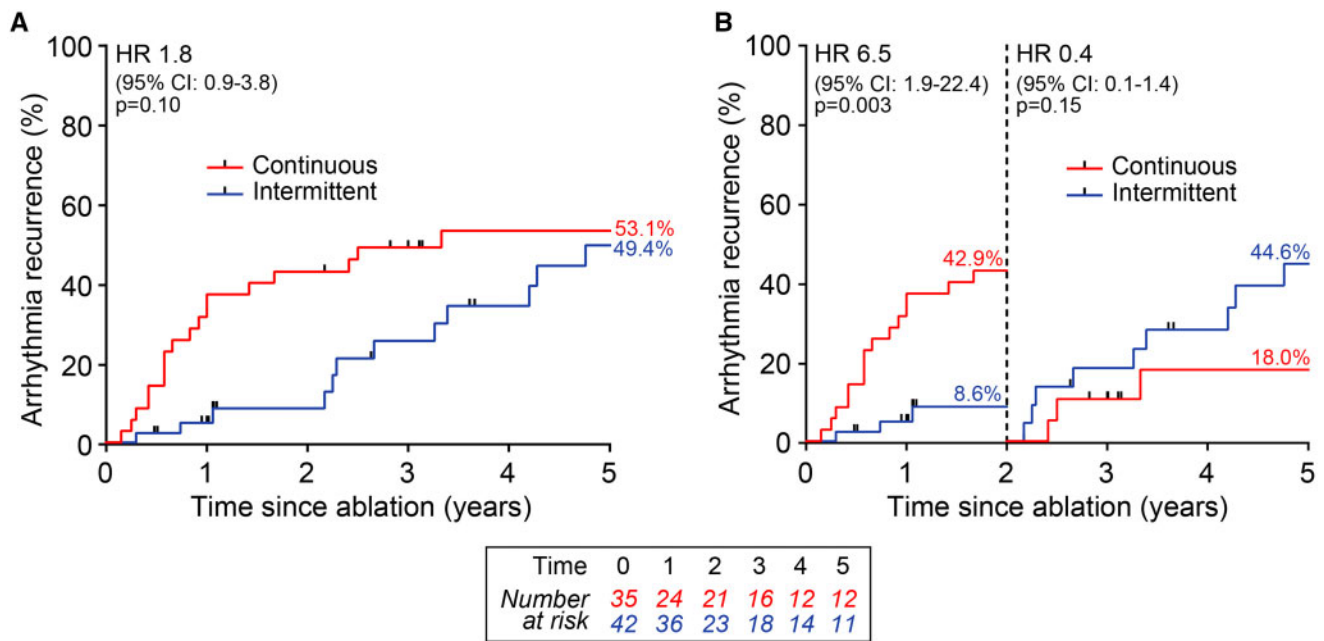 A
HR 1.8
(95% CI: 0.9-3.8)
p=0.10
Arrhythmia recurrence (%)
100
80
60
40
20
0
Continuous
Intermittent
53.1%
49.4%
0 1 2 3 4 5
Time since ablation (years)
B
HR 6.5
(95% CI: 1.9-22.4)
p=0.003
HR 0.4
(95% CI: 0.1-1.4)
p=0.15
Arrhythmia recurrence (%)
100
80
60
40
20
0
Continuous
Intermittent
42.9%
8.6%
44.6%
18.0%
0 1 2 3 4 5
Time since ablation (years)
Time 0 1 2 3 4 5
Number 35 24 21 16 12 12
at risk 42 36 23 18 14 11